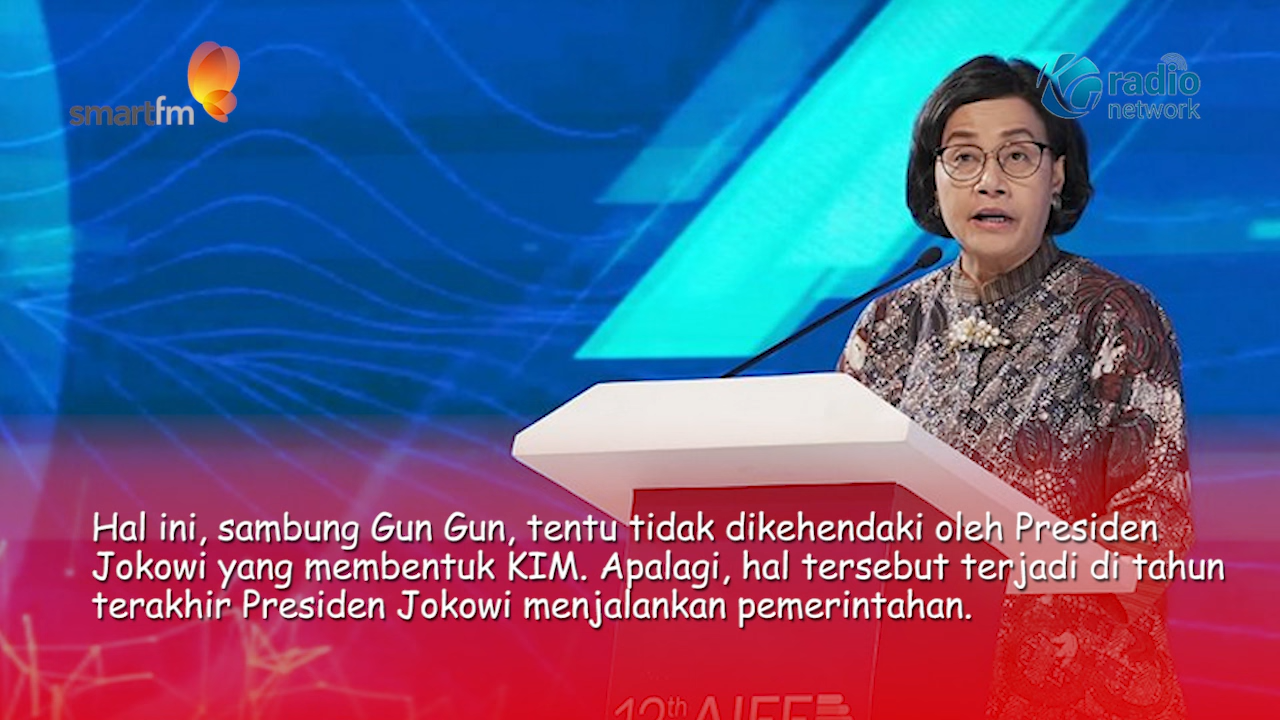 smartfm
radio
network
Hal ini, sambung Gun Gun, tentu tidak dikehendaki oleh Presiden
Jokowi yang membentuk KIM. Apalagi, hal tersebut terjadi di tahun
terakhir Presiden Jokowi menjalankan pemerintahan.
12th